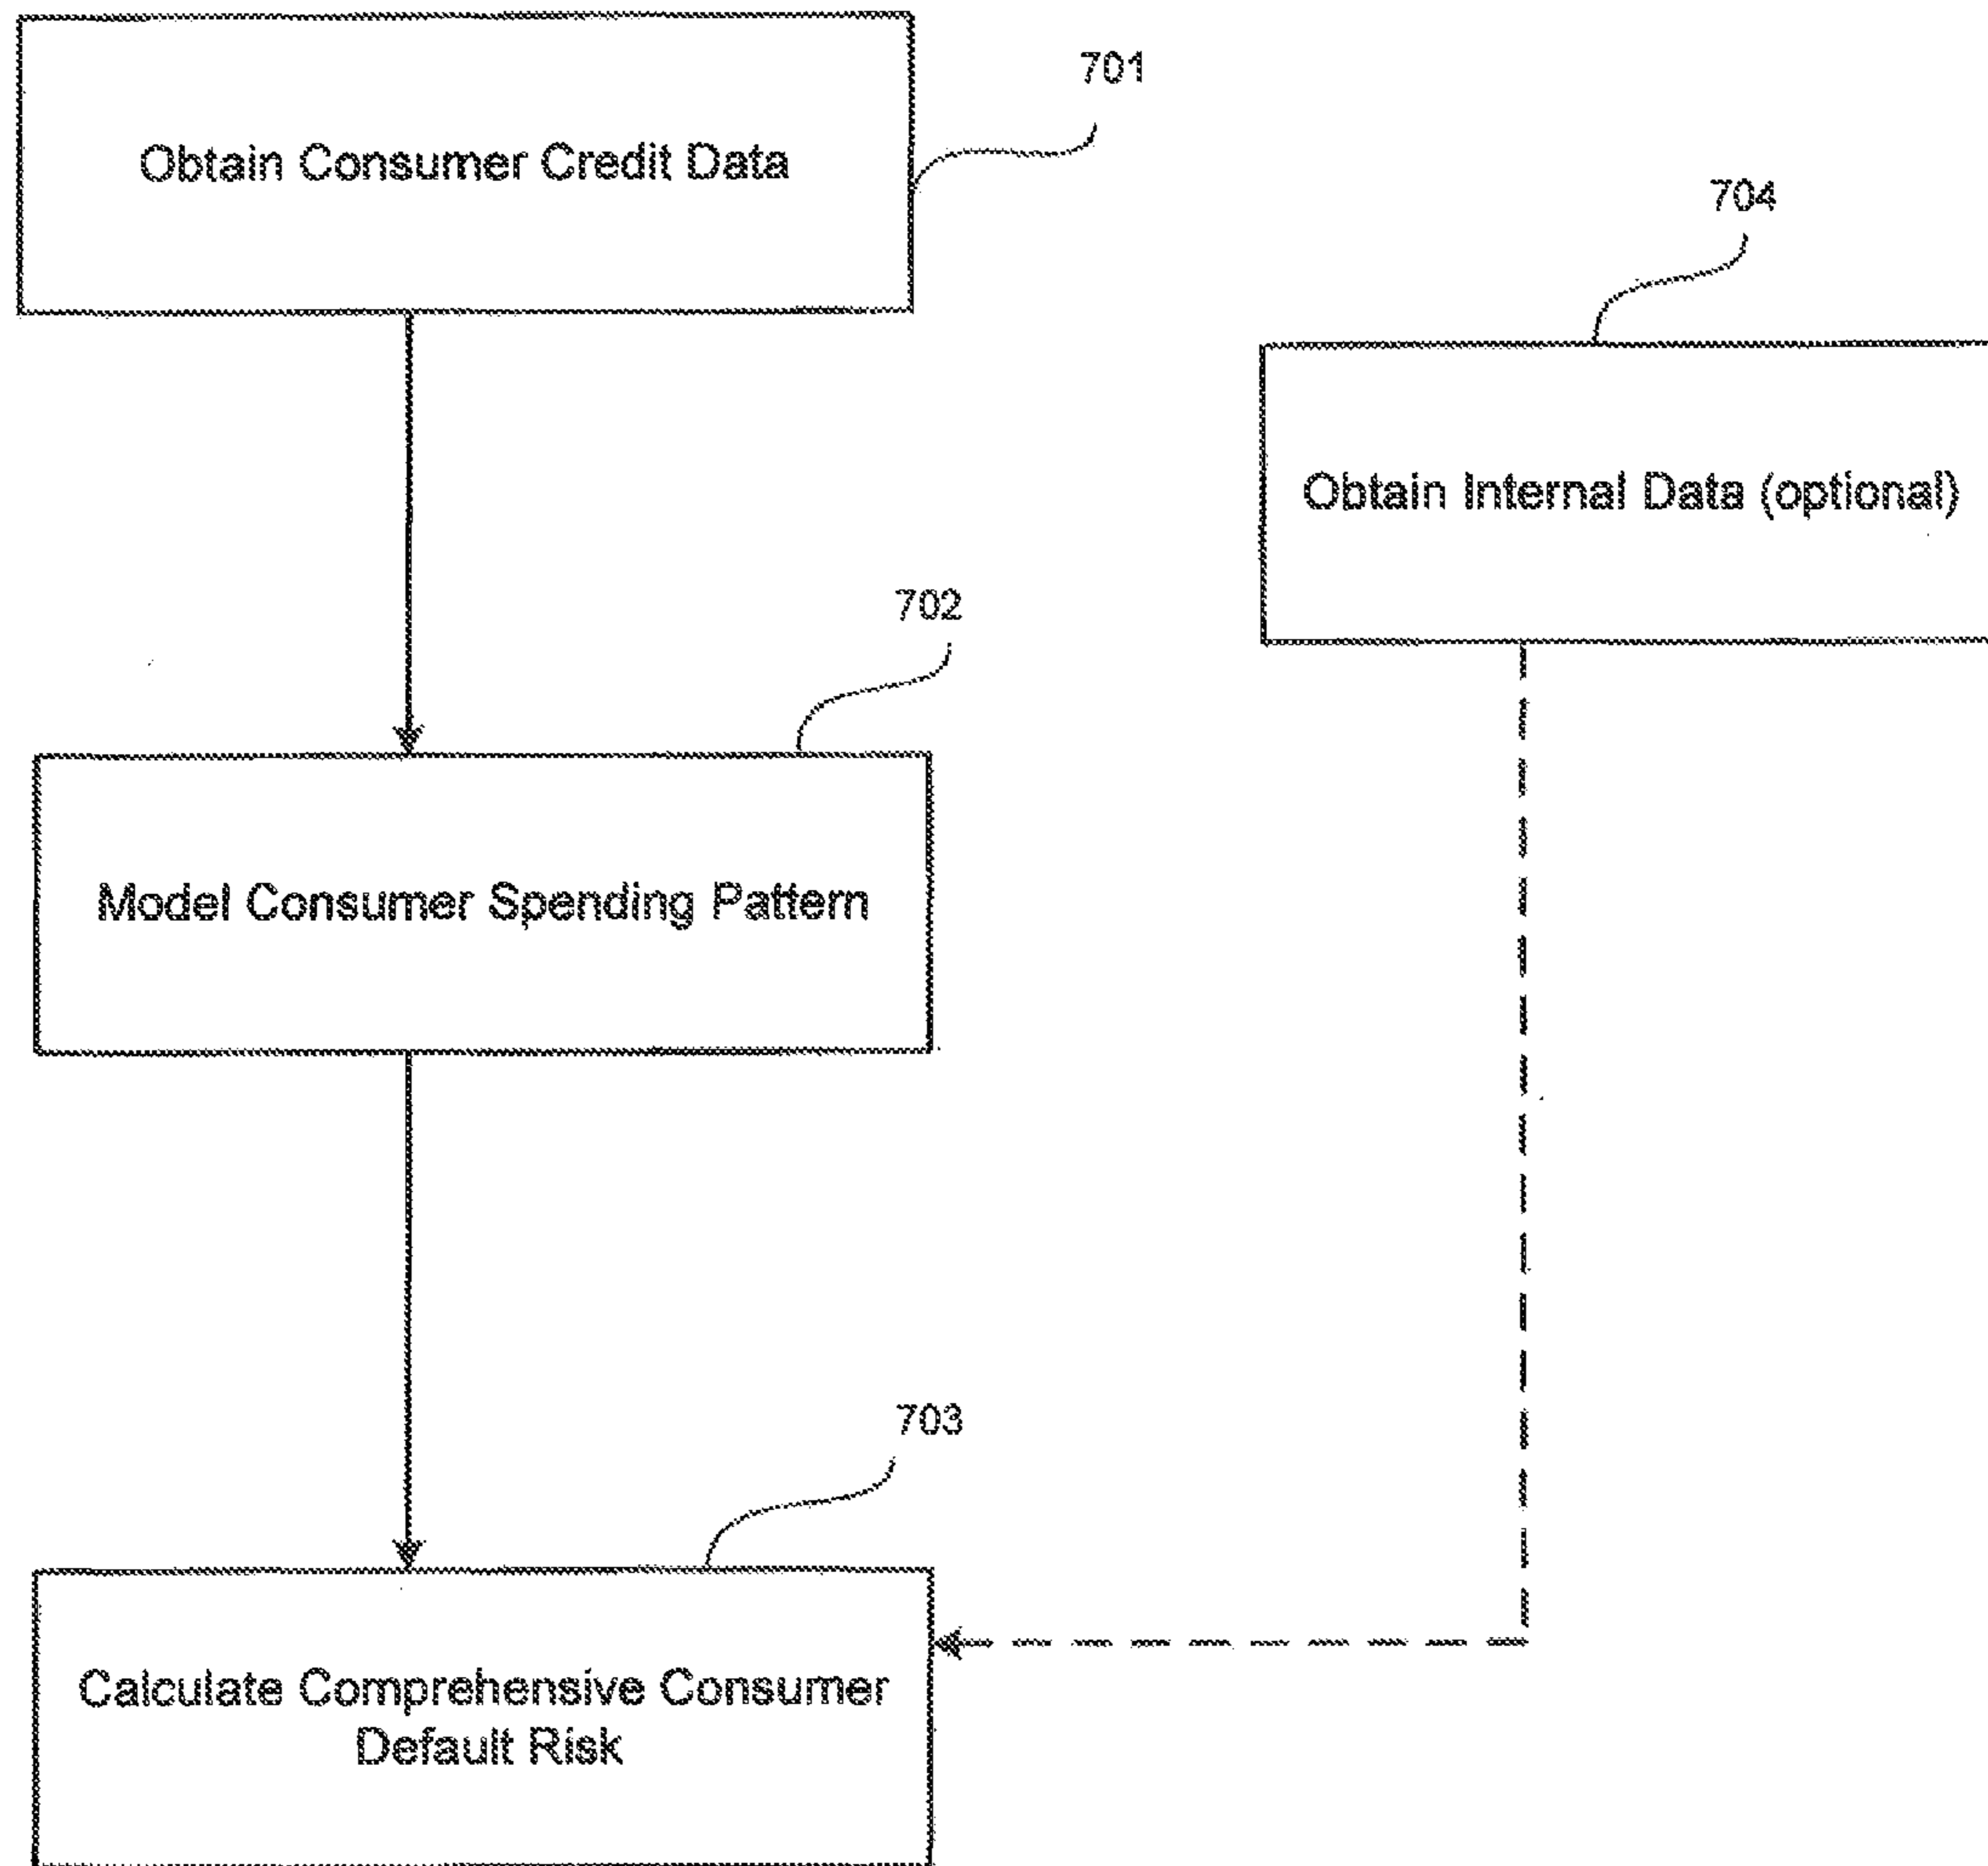 701
Obtain Consumer Credit Data
704
Obtain Internal Data (optional)
702
Model Consumer Spending Pattern
703
Calculate Comprehensive Consumer
Default Risk